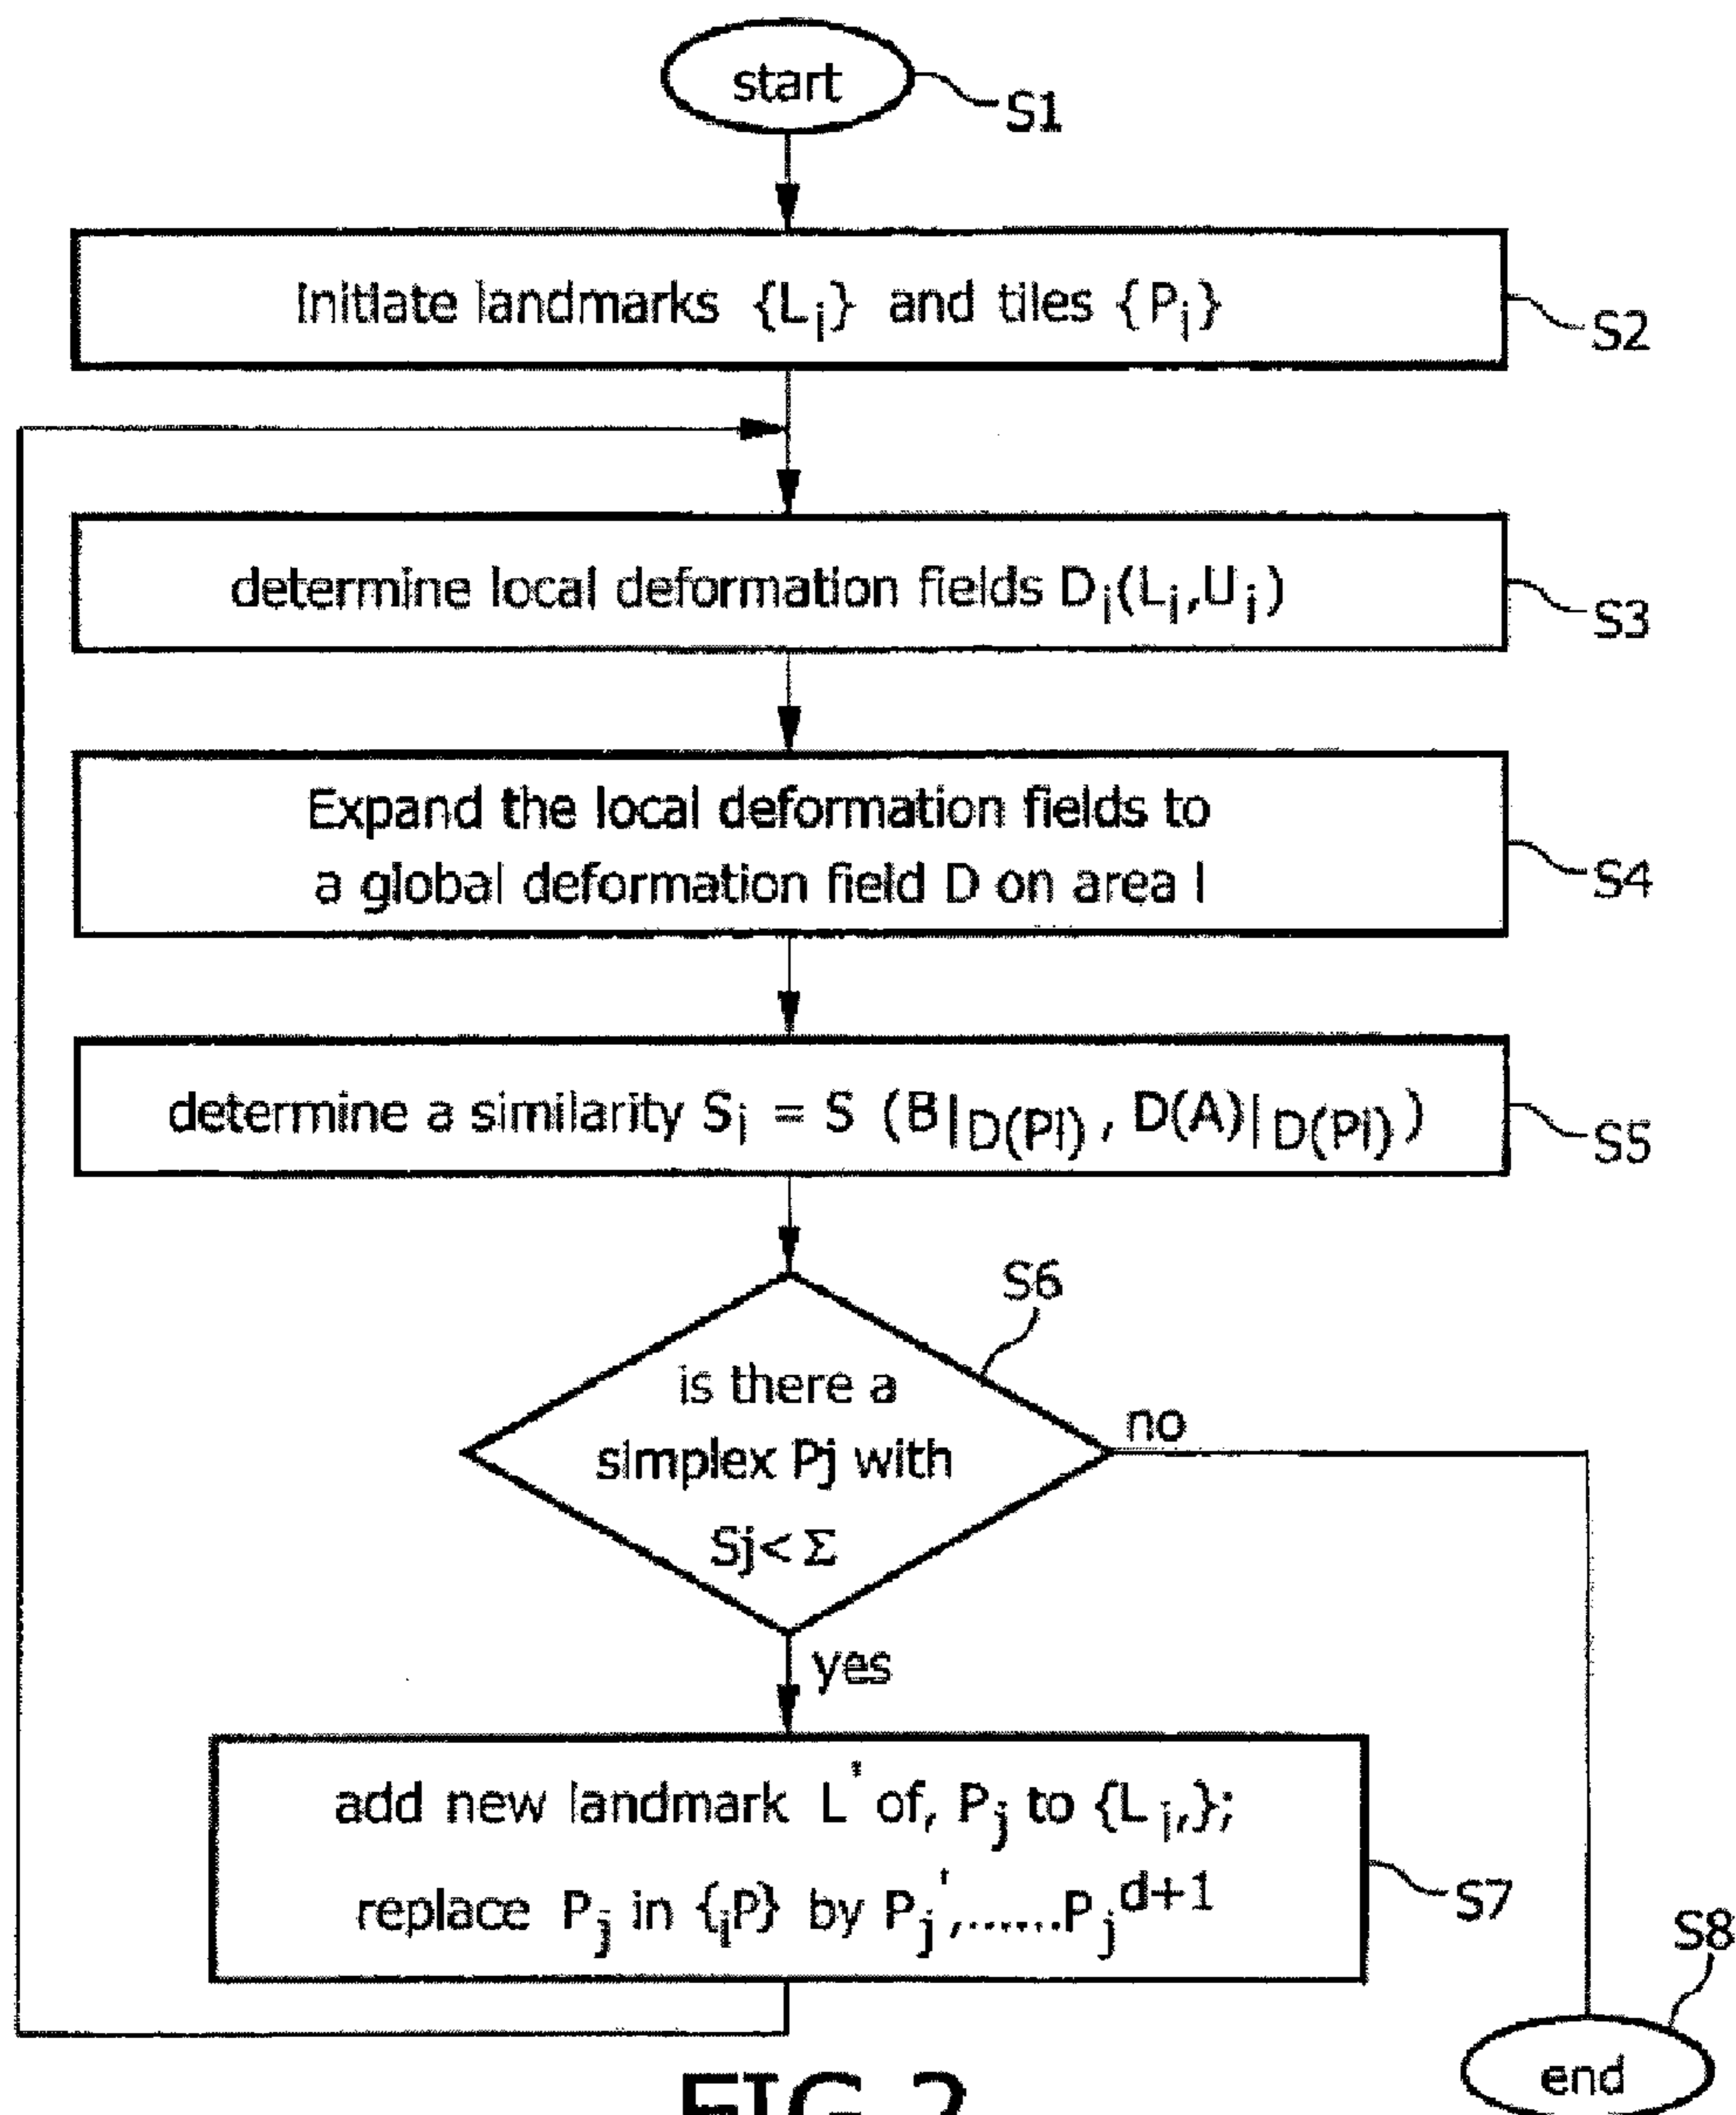 start
S1
Initiate landmarks {Li} and tiles {Pi}
S2
determine local deformation fields Di(Li,Ui)
S3
Expand the local deformation fields to
a global deformation field D on area I
S4
determine a similarity Si = S (B|D(Pi), D(A)|D(Pi))
S5
S6
is there a
simplex Pj with
Sj< Σ
no
yes
add new landmark L' of, Pj to {Li,};
replace Pj in {iP} by Pj',......Pj d+1
S7
S8
end
FIG.2